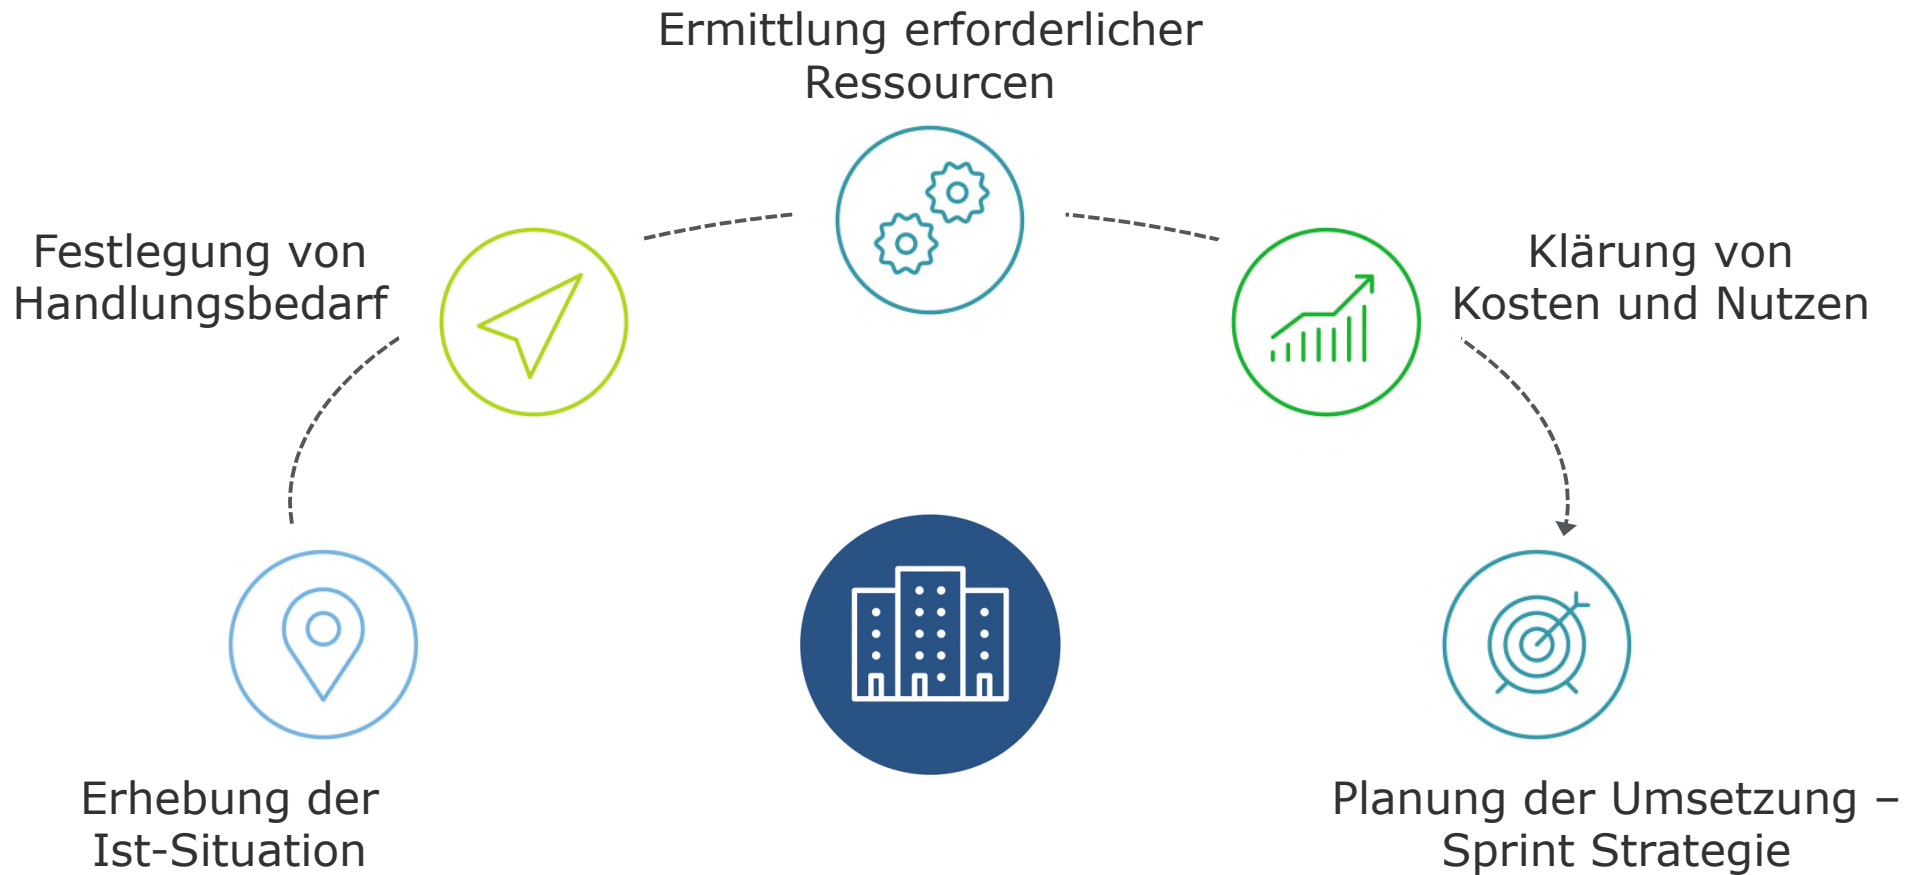 Ermittlung erforderlicher
Ressourcen
Festlegung von
Handlungsbedarf
Klärung von
Kosten und Nutzen
Erhebung der
Ist-Situation
Planung der Umsetzung –
Sprint Strategie